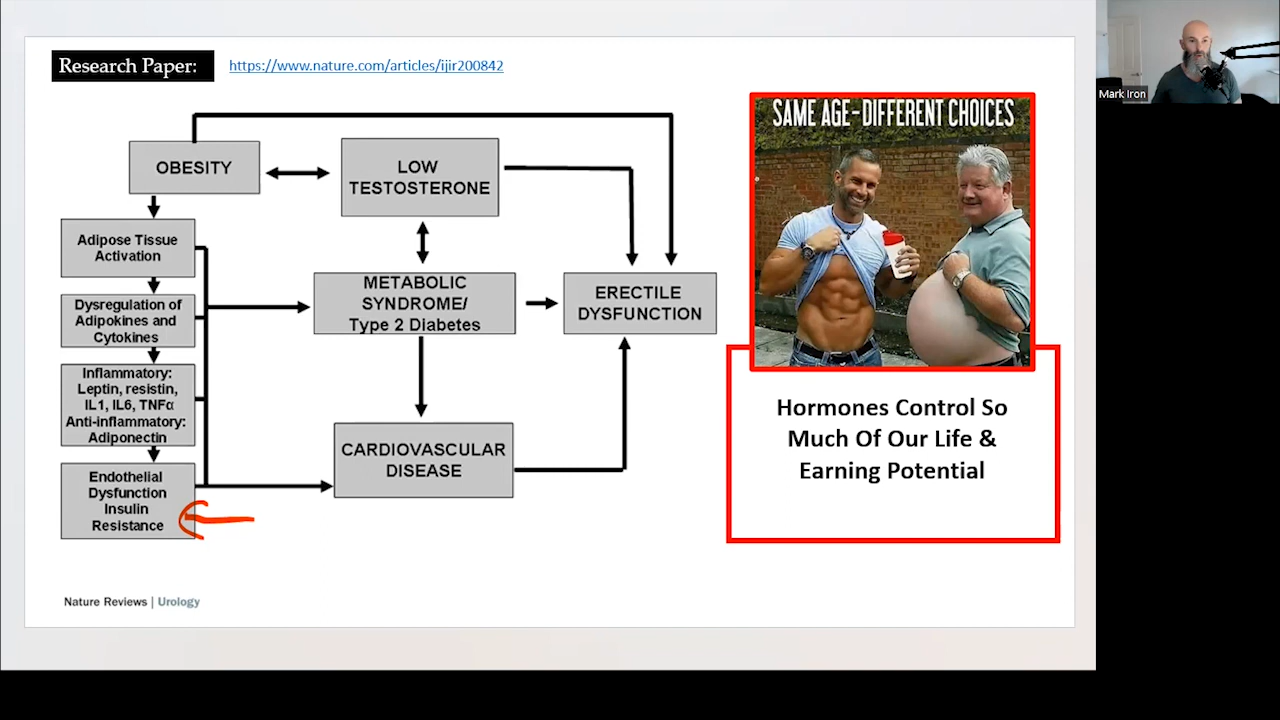 Research Paper:
https://www.nature.com/articles/ijir200842
OBESITY
LOW
TESTOSTERONE
Adipose Tissue
Activation
Dysregulation of
Adipokines and
Cytokines
Inflammatory:
Leptin, resistin,
IL1, IL6, TNFα
Anti-inflammatory:
Adiponectin
Endothelial
Dysfunction
Insulin
Resistance
METABOLIC
SYNDROME/
Type 2 Diabetes
ERECTILE
DYSFUNCTION
CARDIOVASCULAR
DISEASE
Nature Reviews | Urology
SAME AGE-DIFFERENT CHOICES
Hormones Control So
Much Of Our Life &
Earning Potential
Mark Iron